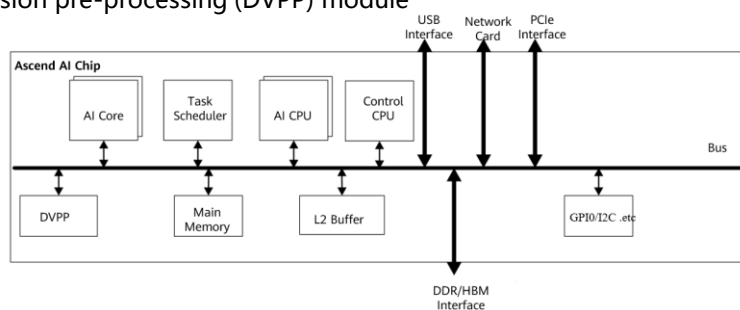 sion pre-processing (DVPP) module
USB
Interface
Network
Card
PCIe
Interface
Ascend AI Chip
AI Core
Task
Scheduler
AI CPU
Control
CPU
Bus
DVPP
Main
Memory
L2 Buffer
GPI0/I2C .etc
DDR/HBM
Interface